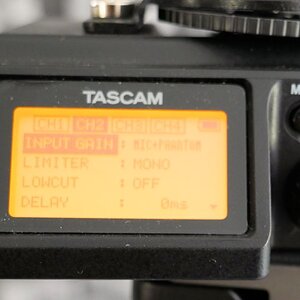 TASCAM
CH1 CH2 CH3 CH4
INPUT GAIN : MIC+PHANTOM
LIMITER : MONO
LOWCUT : OFF
DELAY : 0ms
M